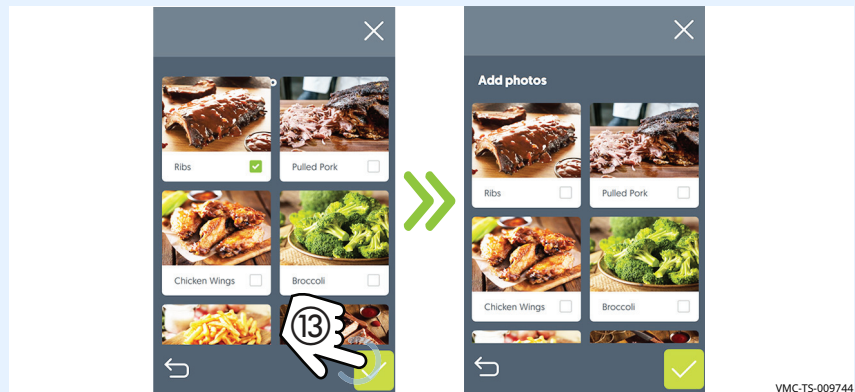 Ribs
Pulled Pork
Chicken Wings
Broccoli
13
Add photos
Ribs
Pulled Pork
Chicken Wings
Broccoli
VMC-TS-009744